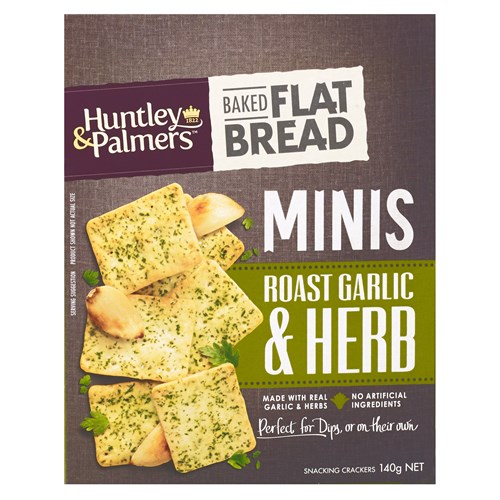 Huntley
& Palmers™
1822
BAKED FLAT
BREAD
MINIS
ROAST GARLIC
& HERB
MADE WITH REAL
GARLIC & HERBS
NO ARTIFICIAL
INGREDIENTS
Perfect for Dips, or on their own
SNACKING CRACKERS 140g NET
SERVING SUGGESTION PRODUCT SHOWN NOT ACTUAL SIZE